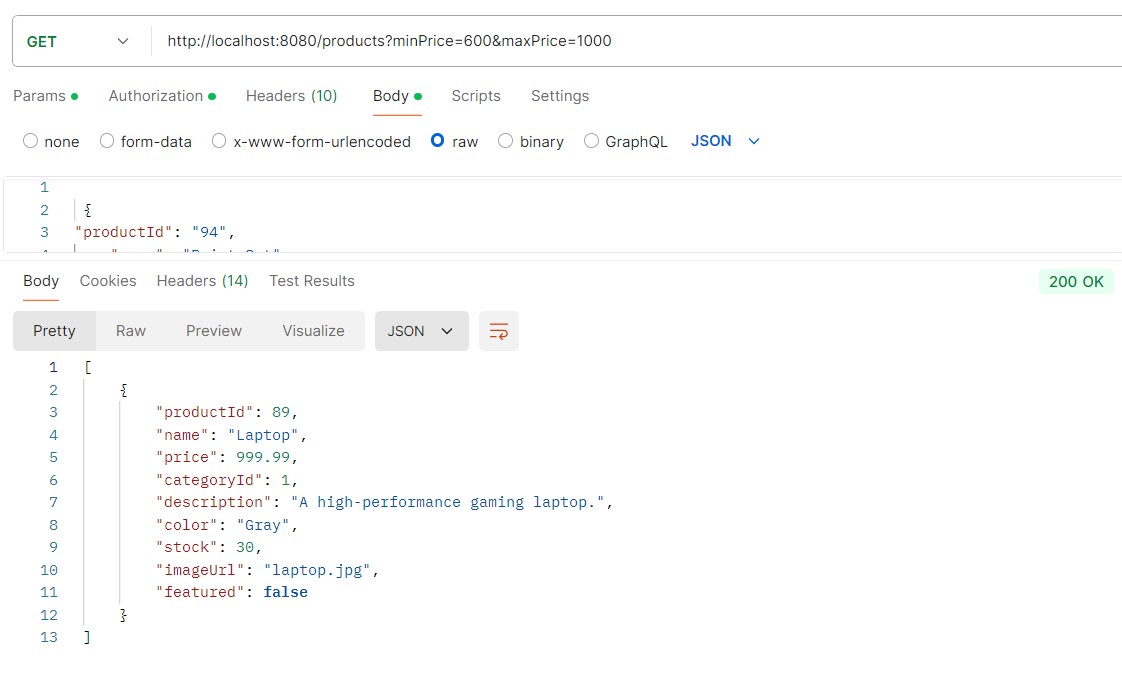 GET http://localhost:8080/products?minPrice=600&maxPrice=1000
Params Authorization Headers (10) Body Scripts Settings
none form-data x-www-form-urlencoded raw binary GraphQL JSON
1
2 {
3 "productId": "94",
Body Cookies Headers (14) Test Results 200 OK
Pretty Raw Preview Visualize JSON
1 [
2 {
3 "productId": 89,
4 "name": "Laptop",
5 "price": 999.99,
6 "categoryId": 1,
7 "description": "A high-performance gaming laptop.",
8 "color": "Gray",
9 "stock": 30,
10 "imageUrl": "laptop.jpg",
11 "featured": false
12 }
13 ]